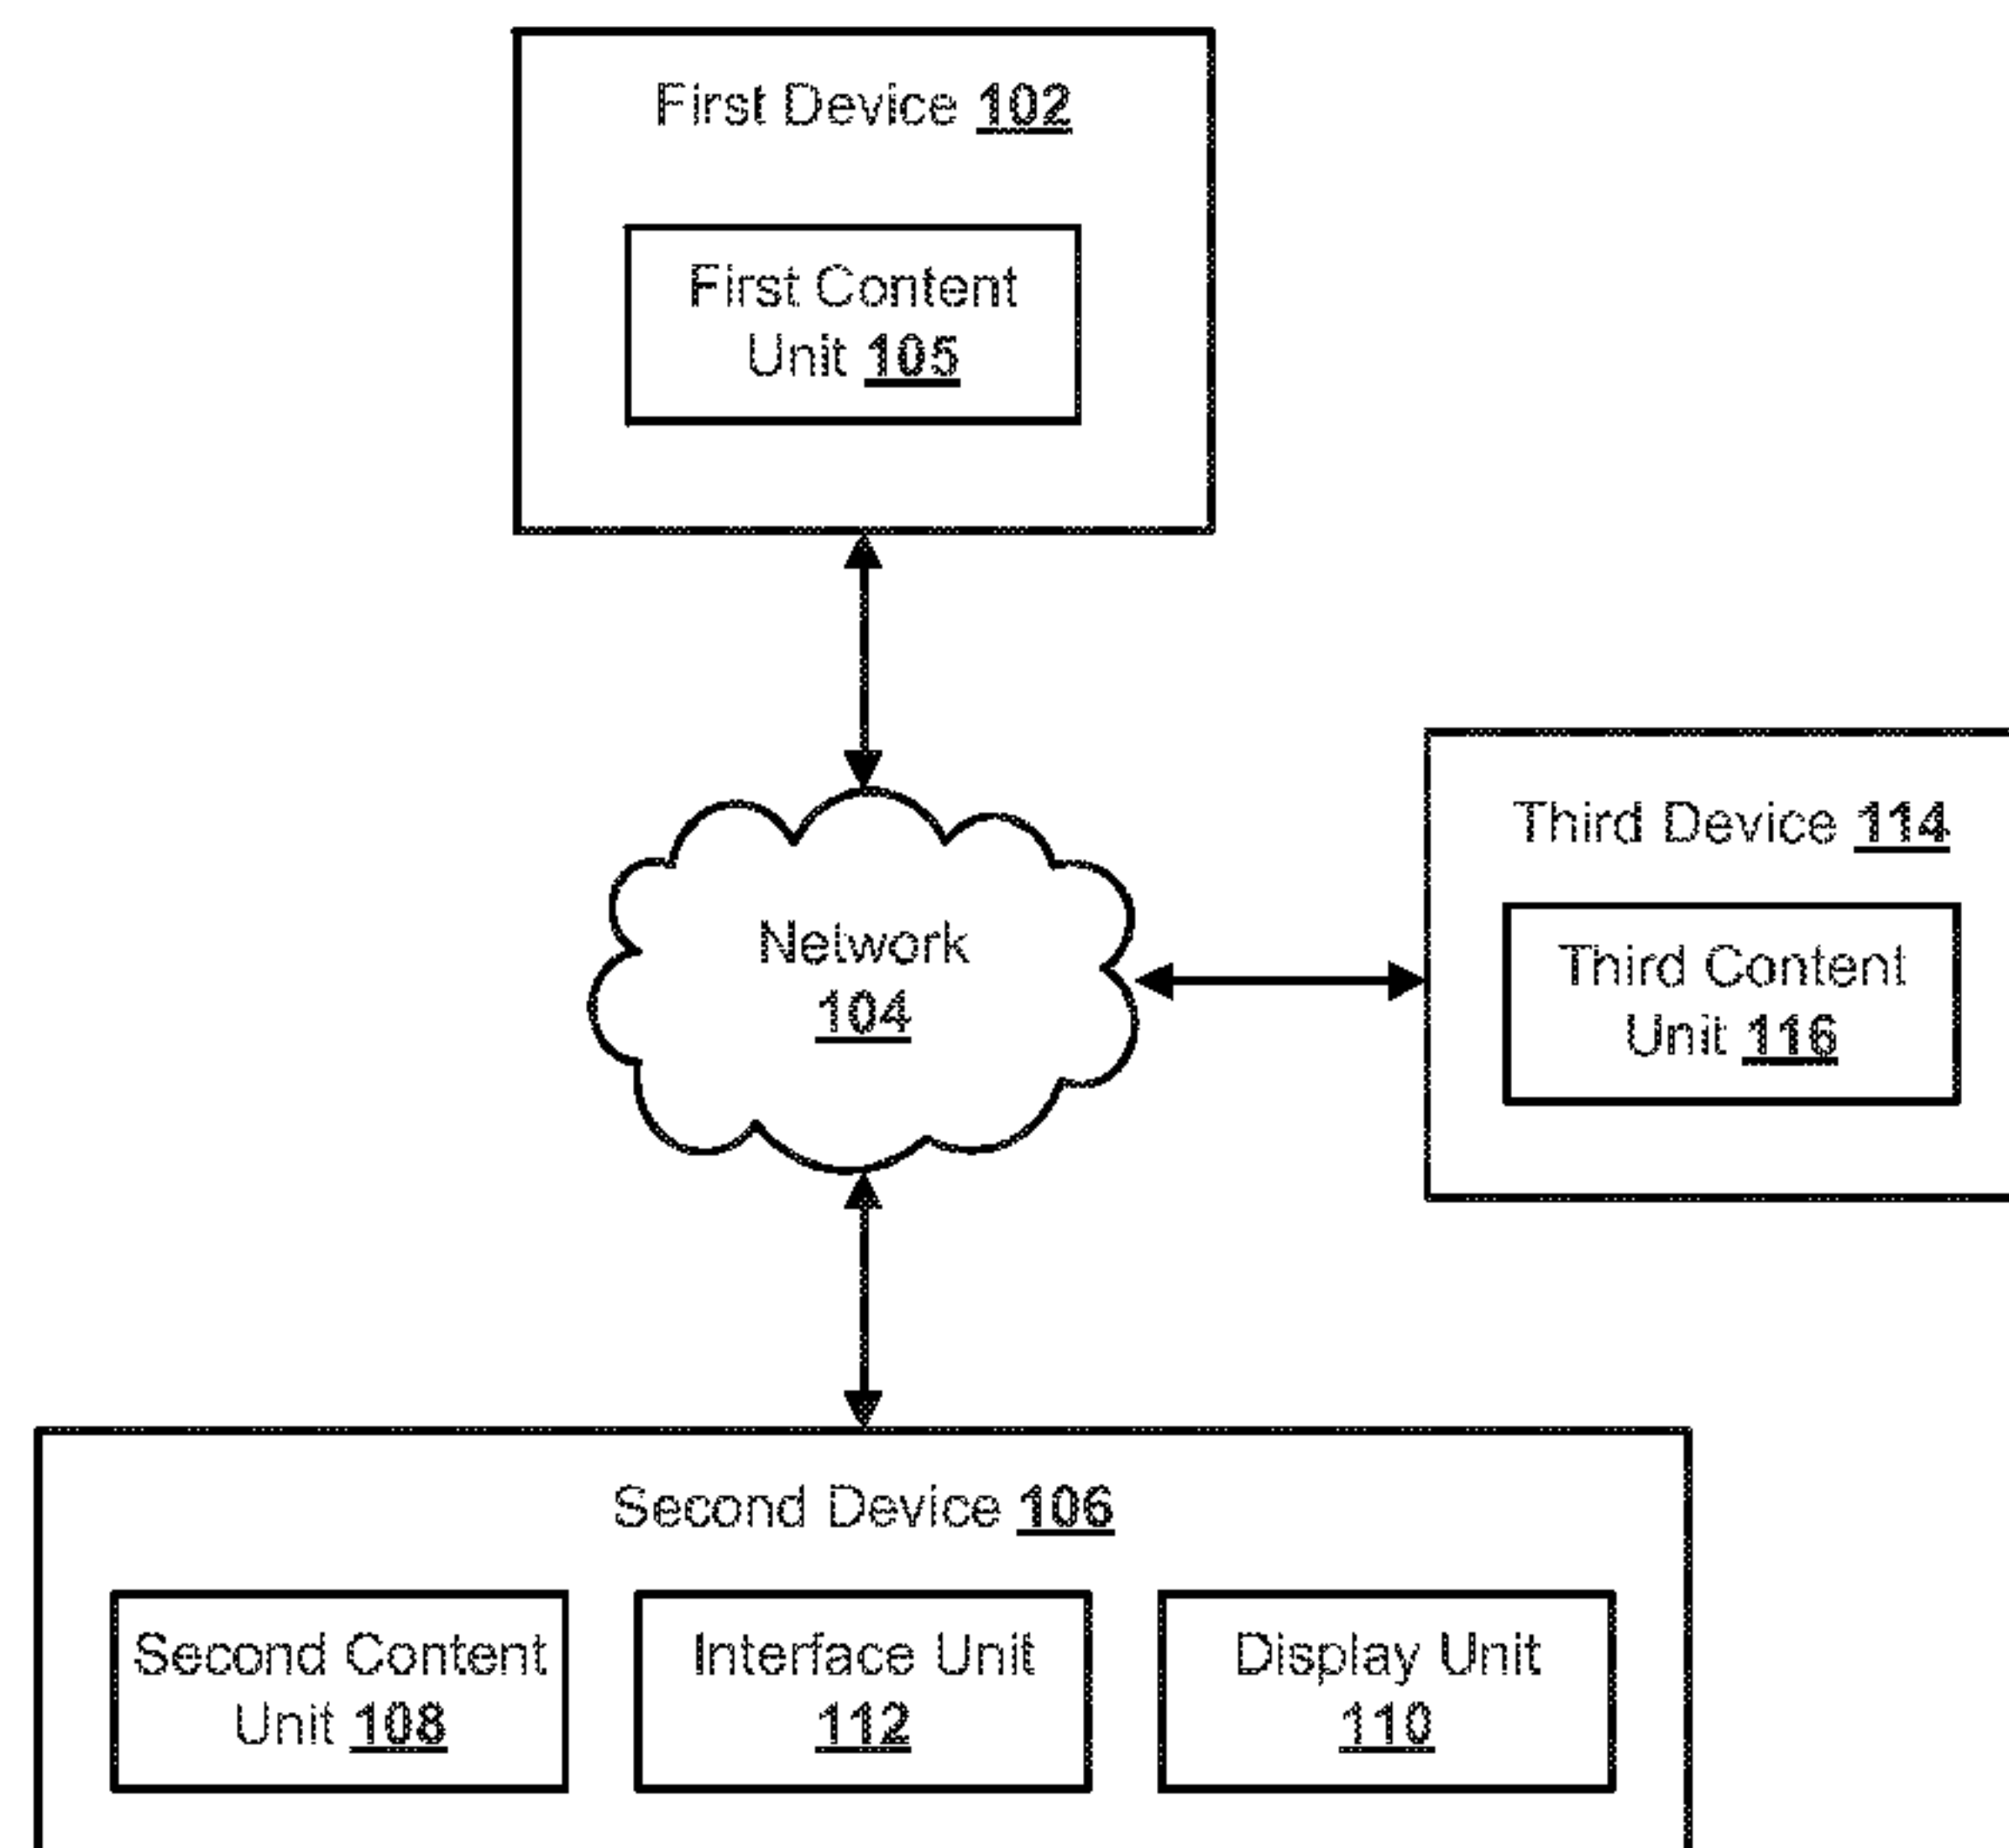 First Device 102
First Content
Unit 105
Network
104
Third Device 114
Third Content
Unit 116
Second Device 106
Second Content
Unit 108
Interface Unit
112
Display Unit
110